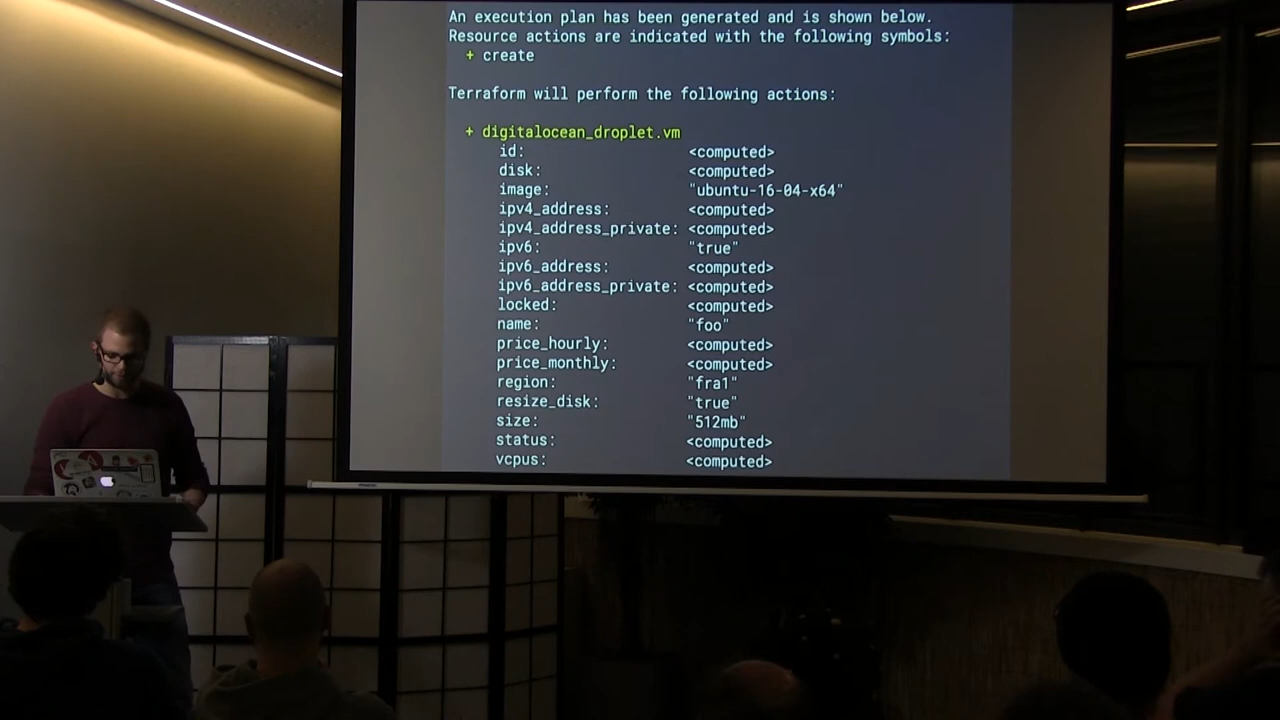 An execution plan has been generated and is shown below.
Resource actions are indicated with the following symbols:
+ create
Terraform will perform the following actions:
+ digitalocean_droplet.vm
id: <computed>
disk: <computed>
image: "ubuntu-16-04-x64"
ipv4_address: <computed>
ipv4_address_private: <computed>
ipv6: "true"
ipv6_address: <computed>
ipv6_address_private: <computed>
locked: <computed>
name: "foo"
price_hourly: <computed>
price_monthly: <computed>
region: "fra1"
resize_disk: "true"
size: "512mb"
status: <computed>
vcpus: <computed>